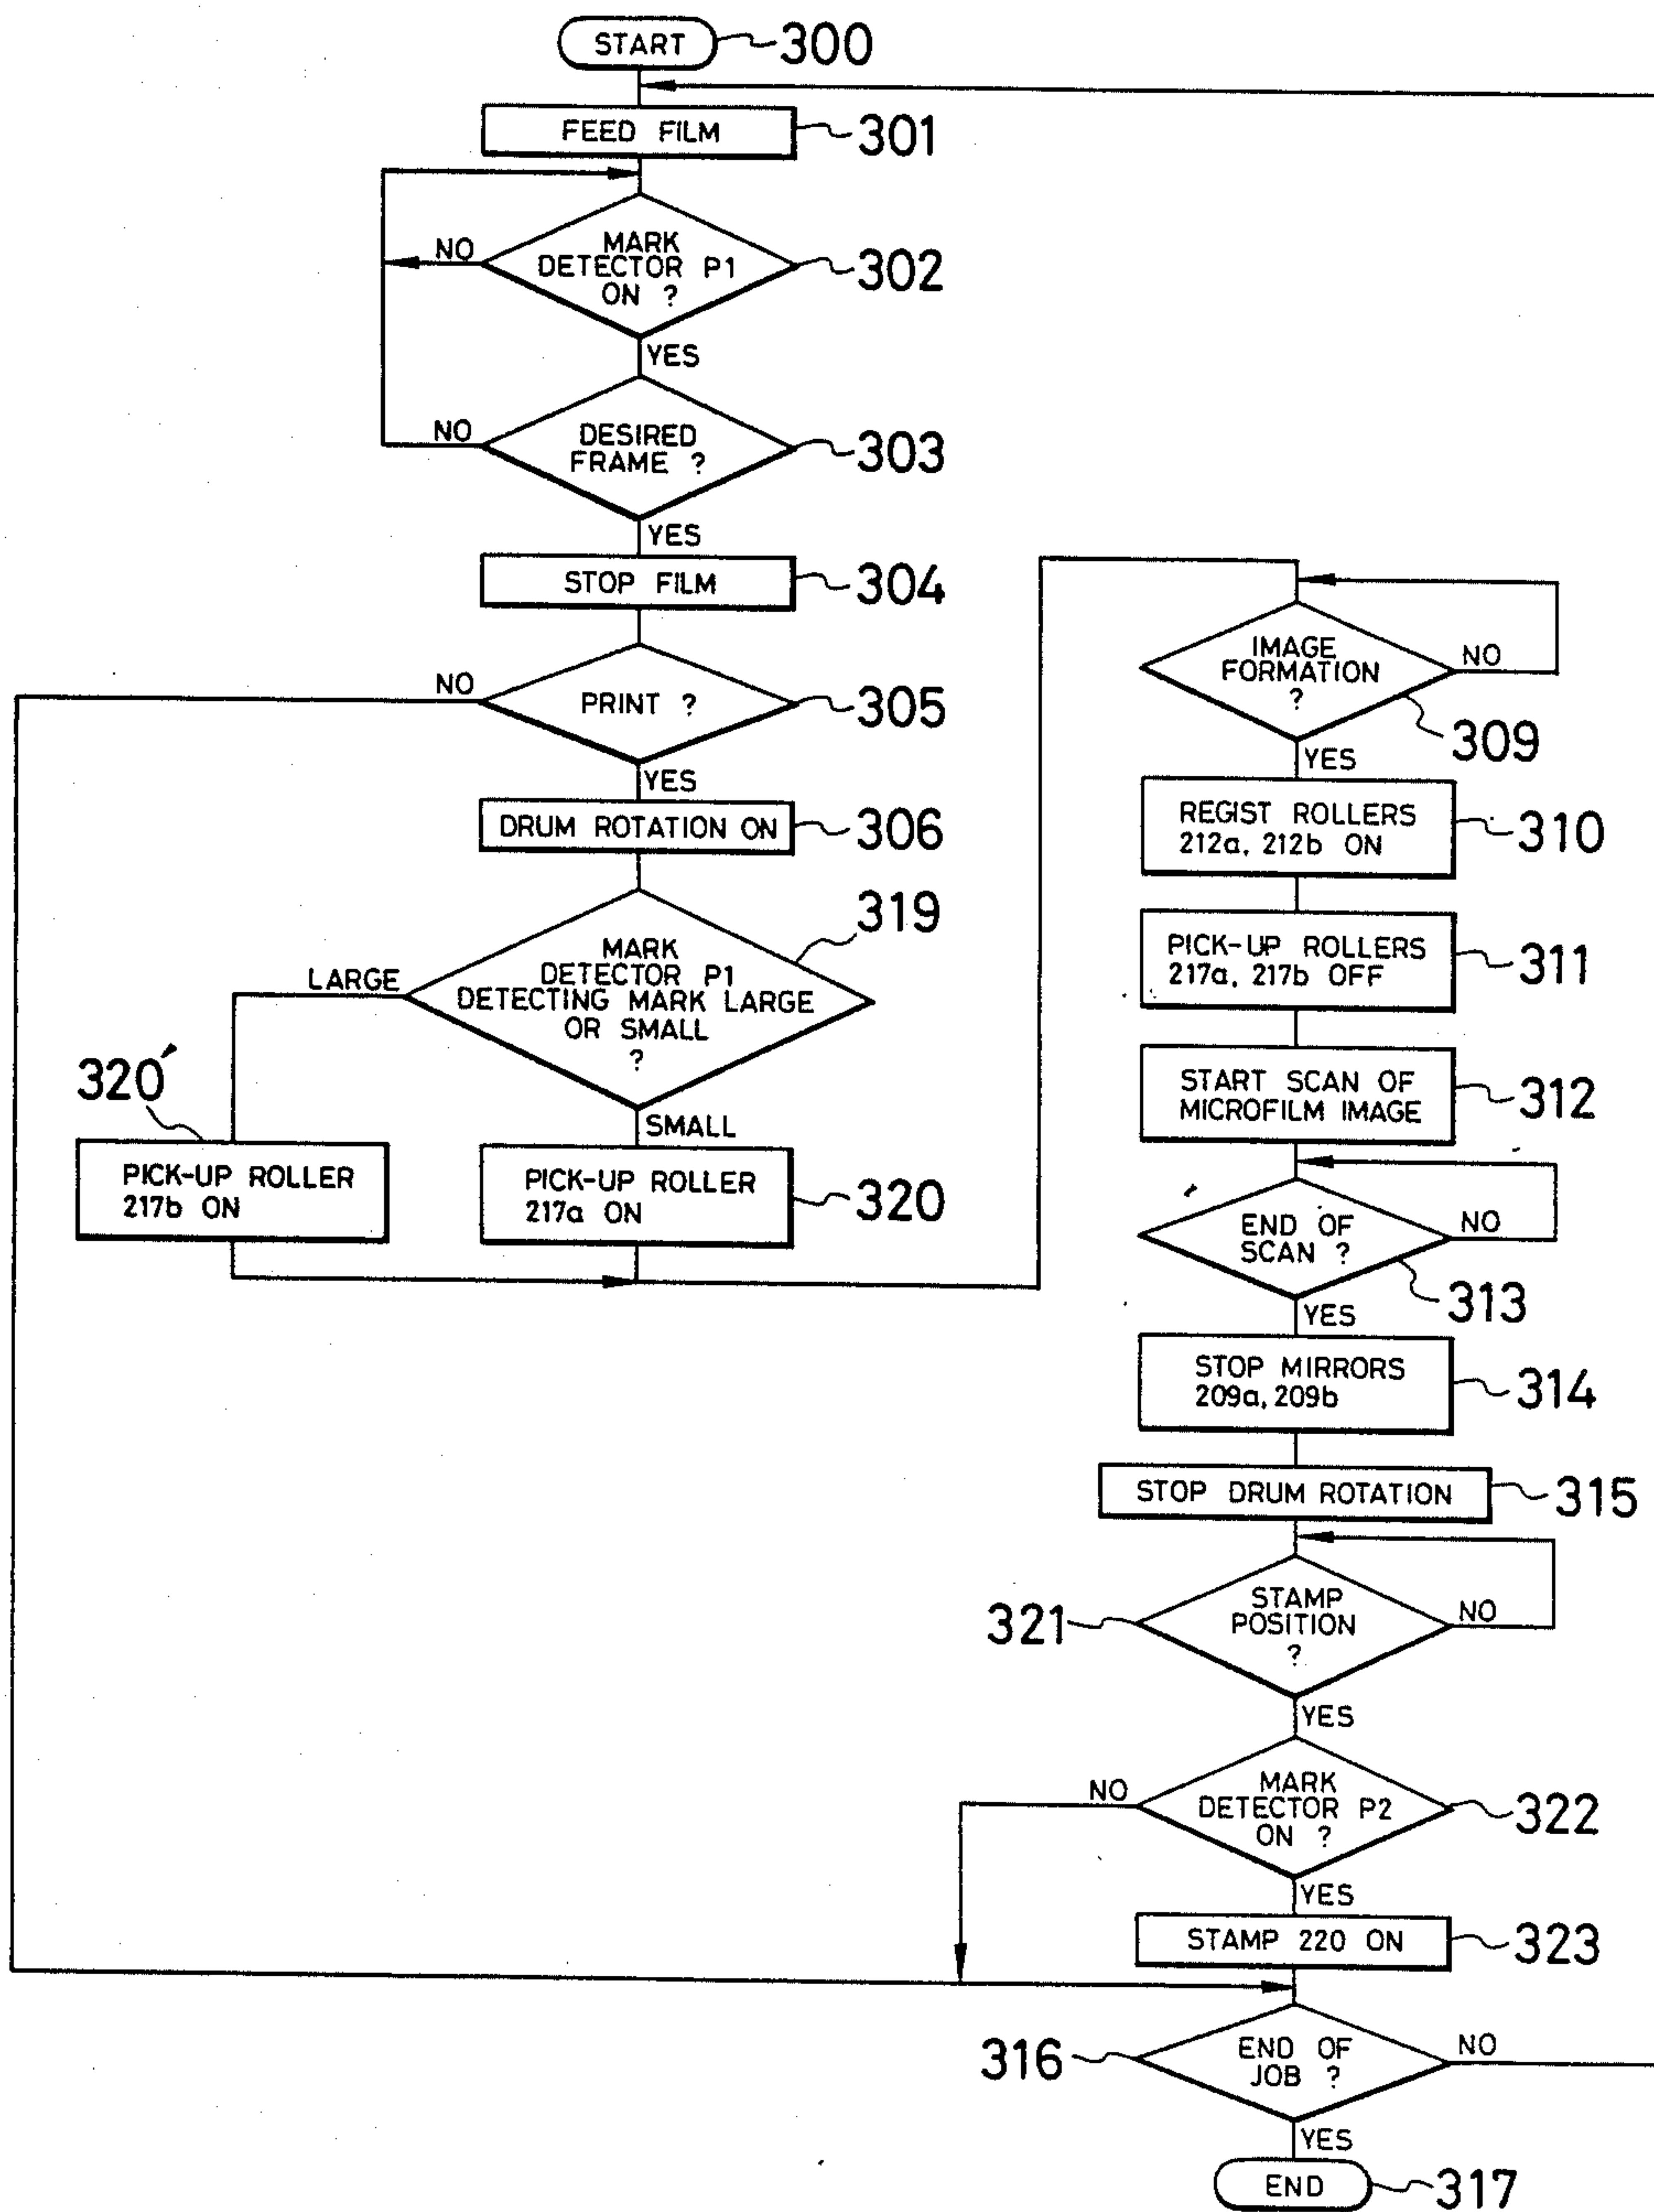 START
300
FEED FILM
301
MARK
DETECTOR P1
ON ?
302
NO
YES
DESIRED
FRAME ?
303
NO
YES
STOP FILM
304
PRINT ?
305
NO
YES
DRUM ROTATION ON
306
MARK
DETECTOR P1
DETECTING MARK LARGE
OR SMALL
?
319
LARGE
SMALL
320'
PICK-UP ROLLER
217b ON
PICK-UP ROLLER
217a ON
320
IMAGE
FORMATION
?
NO
309
YES
REGIST ROLLERS
212a, 212b ON
310
PICK-UP ROLLERS
217a, 217b OFF
311
START SCAN OF
MICROFILM IMAGE
312
END OF
SCAN ?
NO
313
YES
STOP MIRRORS
209a, 209b
314
STOP DRUM ROTATION
315
STAMP
POSITION
?
321
NO
YES
MARK
DETECTOR P2
ON ?
NO
322
YES
STAMP 220 ON
323
END OF
JOB ?
316
NO
YES
END
317